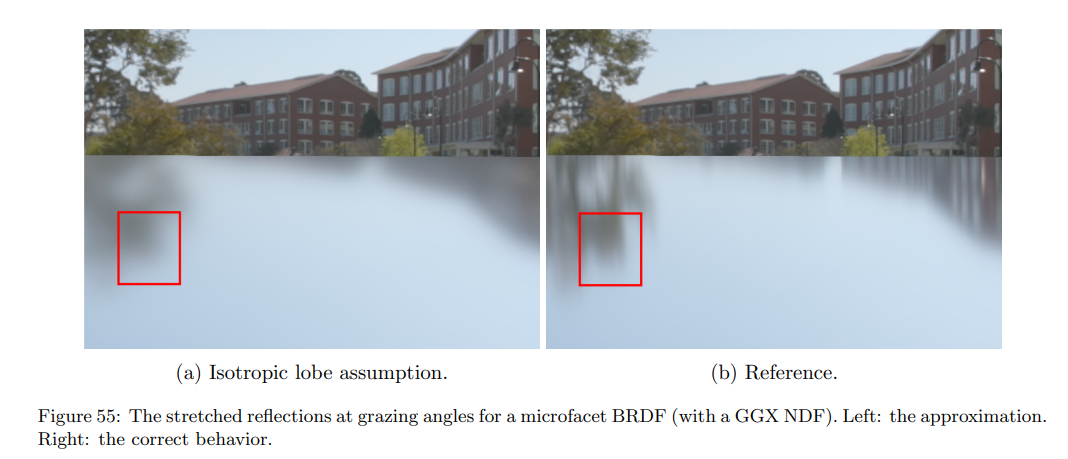 (a) Isotropic lobe assumption.
(b) Reference.
Figure 55: The stretched reflections at grazing angles for a microfacet BRDF (with a GGX NDF). Left: the approximation.
Right: the correct behavior.